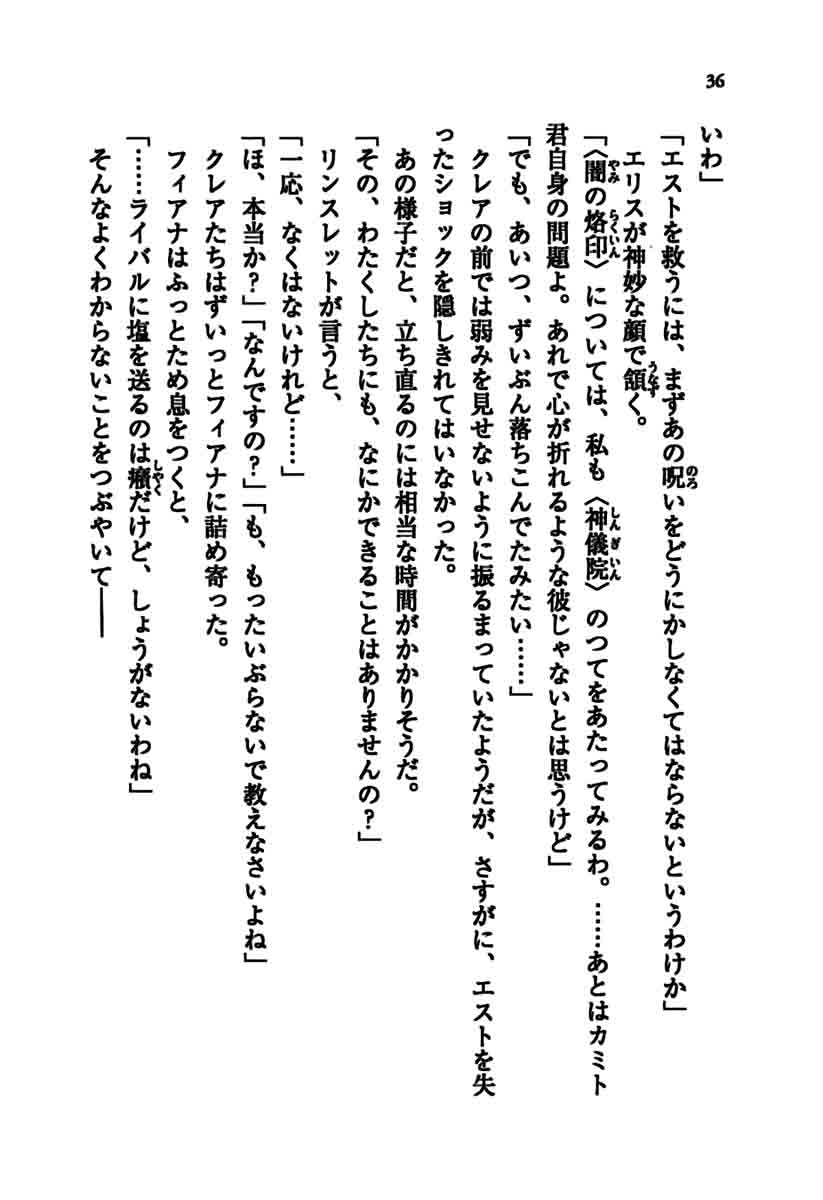 36
いわ」
「エストを救うには、まずあの呪いをどうにかしなくてはならないというわけか」
エリスが神妙な顔で頷く。
「〈闇の烙印〉については、私も〈神儀院〉のつてをあたってみるわ。……あとはカミト
君自身の問題よ。あれで心が折れるような彼じゃないとは思うけど」
「でも、あいつ、ずいぶん落ちこんでたみたい……」
クレアの前では弱みを見せないように振るまっていたようだが、さすがに、エストを失
ったショックを隠しきれてはいなかった。
あの様子だと、立ち直るのには相当な時間がかかりそうだ。
「その、わたくしたちにも、なにかできることはありませんの？」
リンスレットが言うと、
「一応、なくはないけれど……」
「ほ、本当か？」「なんですの？」「も、もったいぶらないで教えなさいよね」
クレアたちはずいっとフィアナに詰め寄った。
フィアナはふっとため息をつくと、
「……ライバルに塩を送るのは癪だけど、しょうがないわね」
そんなよくわからないことをつぶやいて――